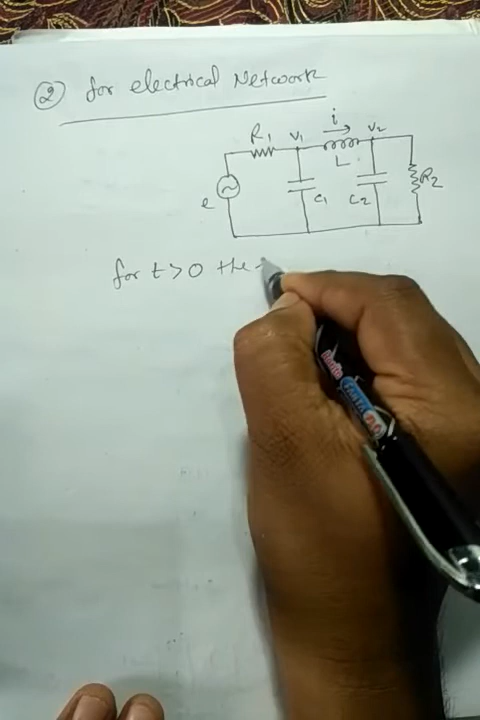 ② for electrical Network
i
R₁ V₁ V₂
L
e C₁ C₂ R₂
for t > 0 the